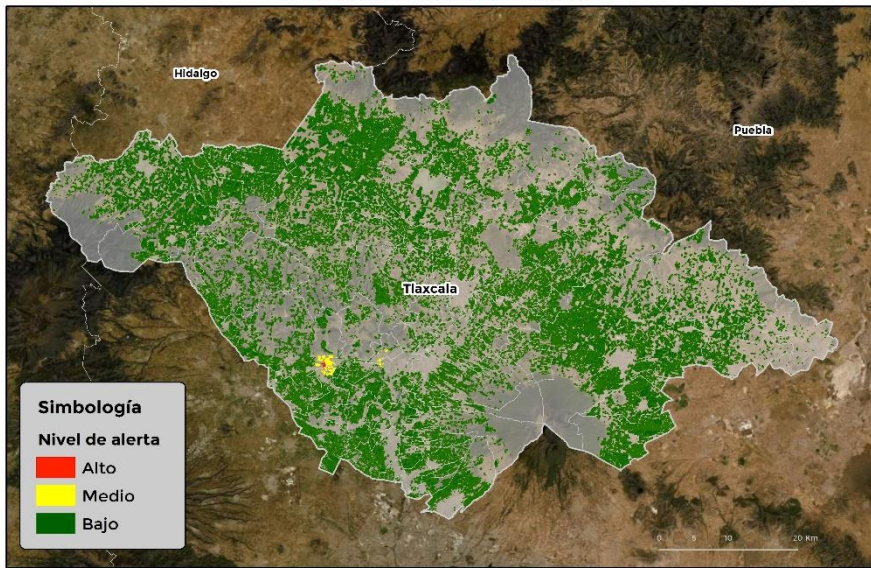 Hidalgo
Puebla
Tlaxcala
Simbología
Nivel de alerta
Alto
Medio
Bajo
0 5 10 20 Km